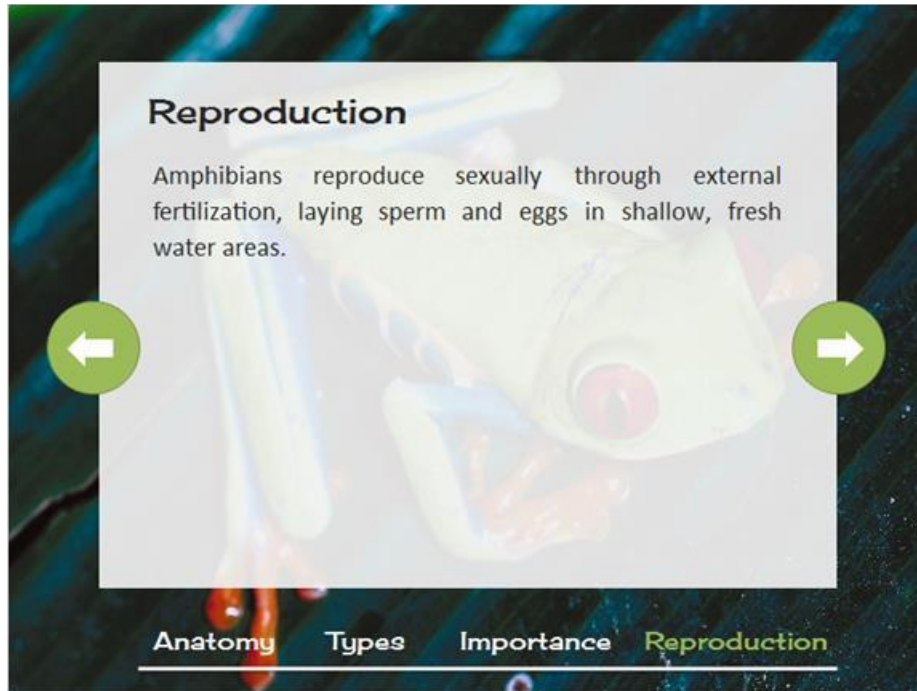 Reproduction
Amphibians reproduce sexually through external
fertilization, laying sperm and eggs in shallow, fresh
water areas.
Anatomy Types Importance Reproduction